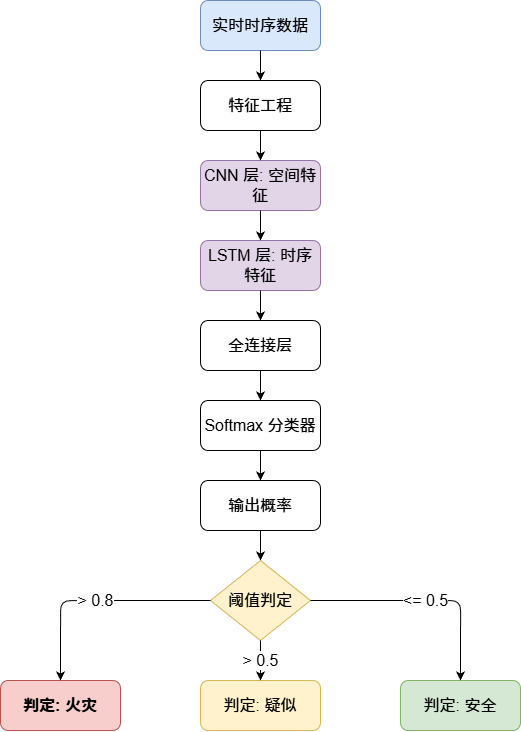 实时时序数据
特征工程
CNN 层: 空间特
征
LSTM 层: 时序
特征
全连接层
Softmax 分类器
输出概率
阈值判定
> 0.8
<= 0.5
> 0.5
判定: 火灾
判定: 疑似
判定: 安全